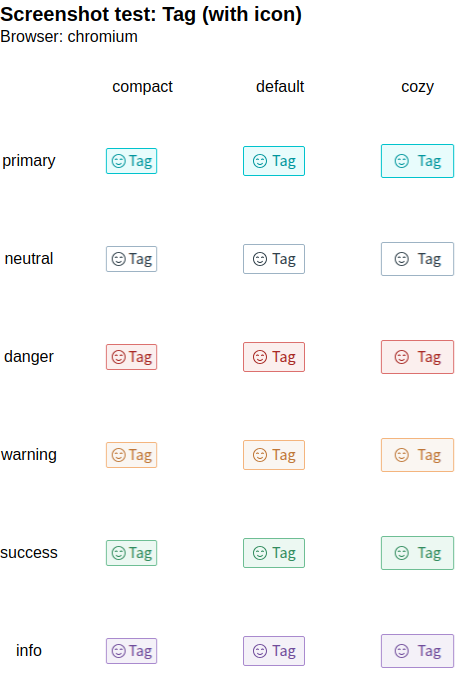 Screenshot test: Tag (with icon)
Browser: chromium
compact default cozy
primary Tag Tag Tag
neutral Tag Tag Tag
danger Tag Tag Tag
warning Tag Tag Tag
success Tag Tag Tag
info Tag Tag Tag